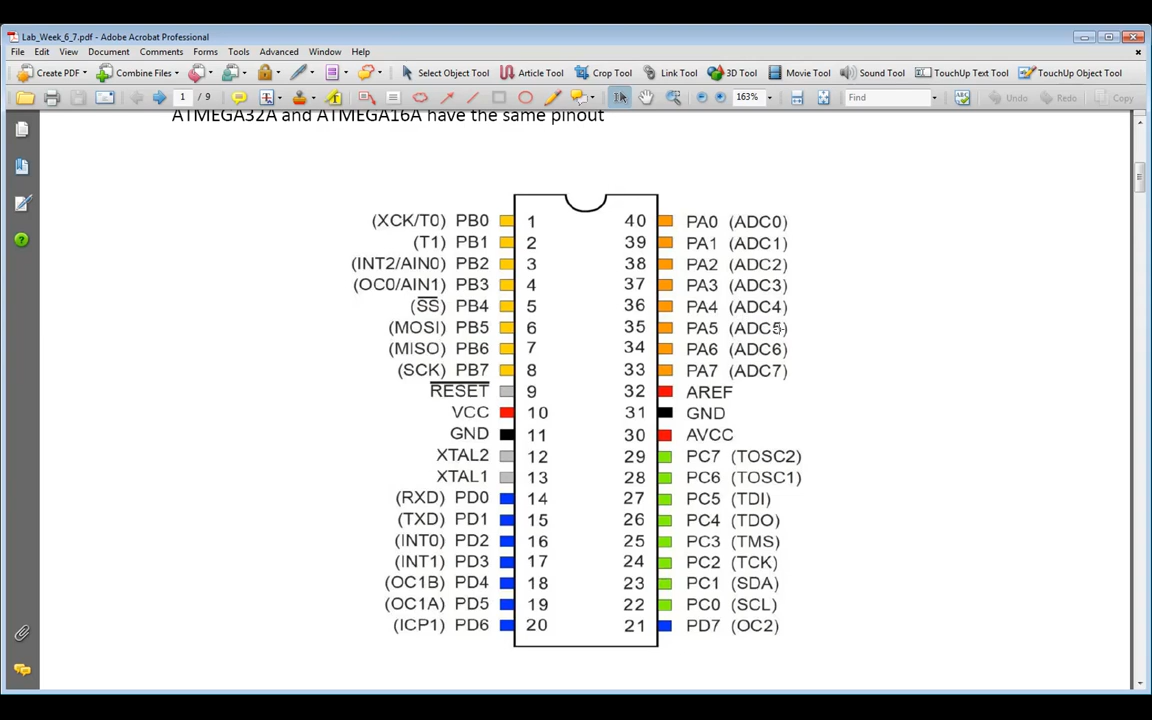 Lab_Week_6_7.pdf - Adobe Acrobat Professional
File Edit View Document Comments Forms Tools Advanced Window Help
Create PDF Combine Files Select Object Tool Article Tool Crop Tool Link Tool 3D Tool Movie Tool Sound Tool TouchUp Text Tool TouchUp Object Tool
1 / 9 163% Find Undo Redo Copy
ATMEGA32A and ATMEGA16A have the same pinout
(XCK/T0) PB0 1 40 PA0 (ADC0)
(T1) PB1 2 39 PA1 (ADC1)
(INT2/AIN0) PB2 3 38 PA2 (ADC2)
(OC0/AIN1) PB3 4 37 PA3 (ADC3)
(SS) PB4 5 36 PA4 (ADC4)
(MOSI) PB5 6 35 PA5 (ADC5)
(MISO) PB6 7 34 PA6 (ADC6)
(SCK) PB7 8 33 PA7 (ADC7)
RESET 9 32 AREF
VCC 10 31 GND
GND 11 30 AVCC
XTAL2 12 29 PC7 (TOSC2)
XTAL1 13 28 PC6 (TOSC1)
(RXD) PD0 14 27 PC5 (TDI)
(TXD) PD1 15 26 PC4 (TDO)
(INT0) PD2 16 25 PC3 (TMS)
(INT1) PD3 17 24 PC2 (TCK)
(OC1B) PD4 18 23 PC1 (SDA)
(OC1A) PD5 19 22 PC0 (SCL)
(ICP1) PD6 20 21 PD7 (OC2)